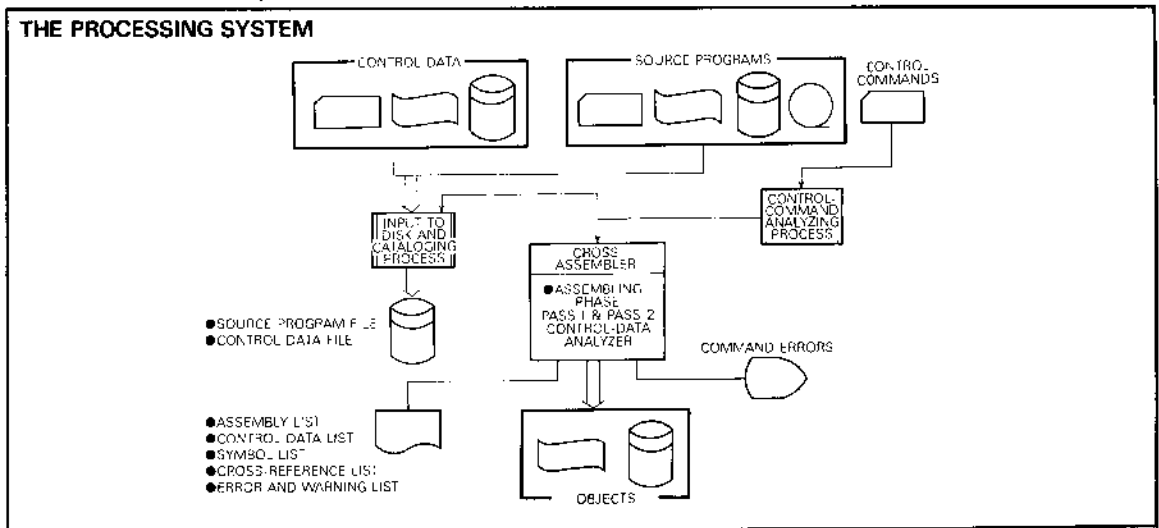 THE PROCESSING SYSTEM
CONTROL DATA
SOURCE PROGRAMS
CONTROL
COMMANDS
INPUT TO
DISK AND
CATALOGING
PROCESS
CONTROL-
COMMAND
ANALYZING
PROCESS
CROSS
ASSEMBLER
●ASSEMBLING
PHASE
PASS 1 & PASS 2
CONTROL-DATA
ANALYZER
●SOURCE PROGRAM FILE
●CONTROL DATA FILE
COMMAND ERRORS
●ASSEMBLY LIST
●CONTROL DATA LIST
●SYMBOL LIST
●CROSS-REFERENCE LIST
●ERROR AND WARNING LIST
OBJECTS